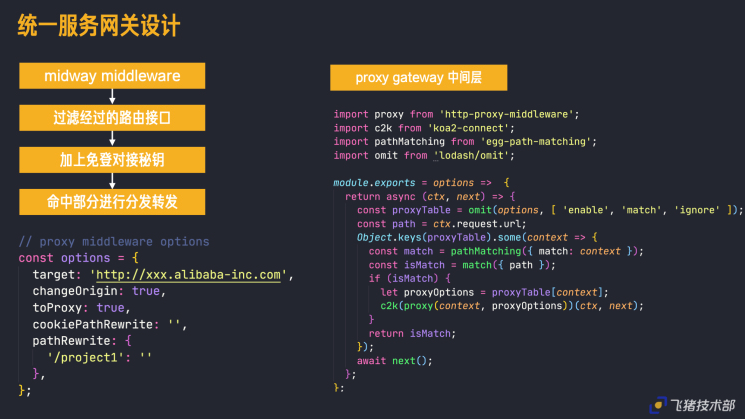 统一服务网关设计
midway middleware
过滤经过的路由接口
加上免登对接秘钥
命中部分进行分发转发
// proxy middleware options
const options = {
  target: 'http://xxx.alibaba-inc.com',
  changeOrigin: true,
  toProxy: true,
  cookiePathRewrite: '',
  pathRewrite: {
    '/project1': ''
  },
};
proxy gateway 中间层
import proxy from 'http-proxy-middleware';
import c2k from 'koa2-connect';
import pathMatching from 'egg-path-matching';
import omit from 'lodash/omit';
module.exports = options => {
  return async (ctx, next) => {
    const proxyTable = omit(options, [ 'enable', 'match', 'ignore' ]);
    const path = ctx.request.url;
    Object.keys(proxyTable).some(context => {
      const match = pathMatching({ match: context });
      const isMatch = match({ path });
      if (isMatch) {
        let proxyOptions = proxyTable[context];
        c2k(proxy(context, proxyOptions))(ctx, next);
      }
      return isMatch;
    });
    await next();
  };
};
飞猪技术部